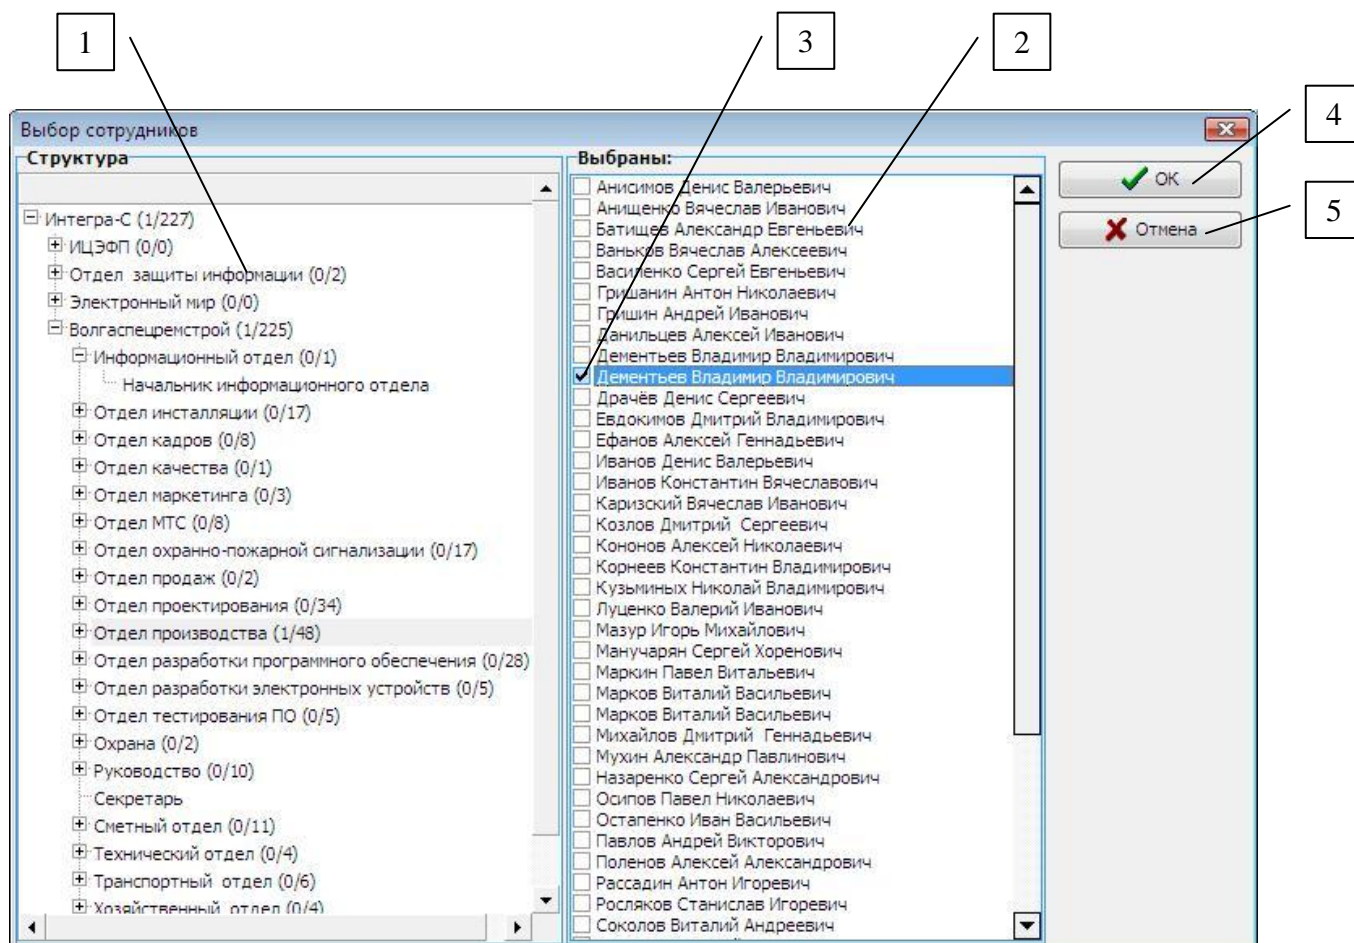 1
3
2
4
5
Выбор сотрудников
Структура
Интегра-С (1/227)
ИЦЭФП (0/0)
Отдел защиты информации (0/2)
Электронный мир (0/0)
Волгаспецремстрой (1/225)
Информационный отдел (0/1)
Начальник информационного отдела
Отдел инсталляции (0/17)
Отдел кадров (0/8)
Отдел качества (0/1)
Отдел маркетинга (0/3)
Отдел МТС (0/8)
Отдел охранно-пожарной сигнализации (0/17)
Отдел продаж (0/2)
Отдел проектирования (0/34)
Отдел производства (1/48)
Отдел разработки программного обеспечения (0/28)
Отдел разработки электронных устройств (0/5)
Отдел тестирования ПО (0/5)
Охрана (0/2)
Руководство (0/10)
Секретарь
Сметный отдел (0/11)
Технический отдел (0/4)
Транспортный отдел (0/6)
Хозяйственный отдел (0/4)
Выбраны:
Анисимов Денис Валерьевич
Анищенко Вячеслав Иванович
Батищев Александр Евгеньевич
Ваньков Вячеслав Алексеевич
Василенко Сергей Евгеньевич
Гришанин Антон Николаевич
Гришин Андрей Иванович
Данильцев Алексей Иванович
Дементьев Владимир Владимирович
Дементьев Владимир Владимирович
Драчёв Денис Сергеевич
Евдокимов Дмитрий Владимирович
Ефанов Алексей Геннадьевич
Иванов Денис Валерьевич
Иванов Константин Вячеславович
Каризский Вячеслав Иванович
Козлов Дмитрий Сергеевич
Кононов Алексей Николаевич
Корнеев Константин Владимирович
Кузьминых Николай Владимирович
Луценко Валерий Иванович
Мазур Игорь Михайлович
Манучарян Сергей Хоренович
Маркин Павел Витальевич
Марков Виталий Васильевич
Марков Виталий Васильевич
Михайлов Дмитрий Геннадьевич
Мухин Александр Павлинович
Назаренко Сергей Александрович
Осипов Павел Николаевич
Остапенко Иван Васильевич
Павлов Андрей Викторович
Поленов Алексей Александрович
Рассадин Антон Игоревич
Росляков Станислав Игоревич
Соколов Виталий Андреевич
ОК
Отмена